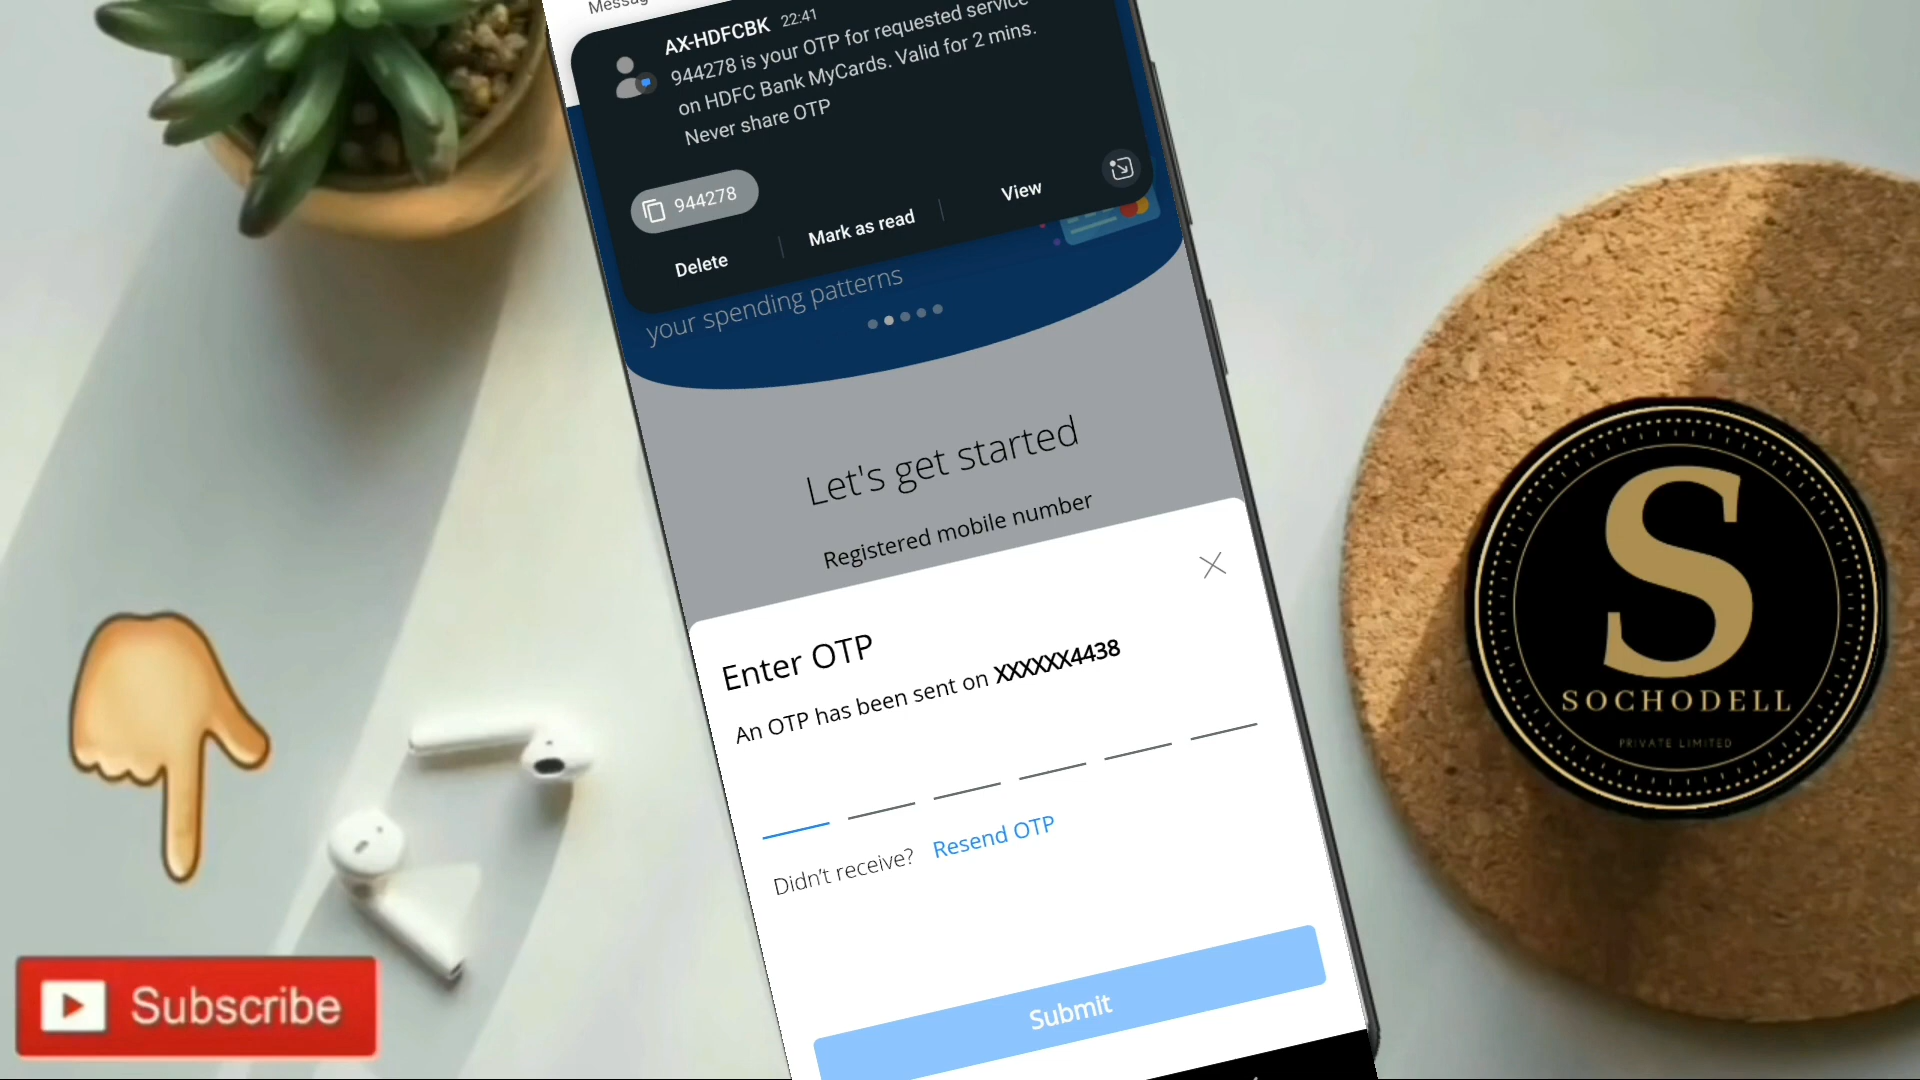 AX-HDFCBK 22:41
944278 is your OTP for requested service
on HDFC Bank MyCards. Valid for 2 mins.
Never share OTP
944278
Delete
Mark as read
View
your spending patterns
Let's get started
Registered mobile number
Enter OTP
An OTP has been sent on XXXXXX4438
Didn't receive? Resend OTP
Submit
S
SOCHODELL
PRIVATE LIMITED
Subscribe